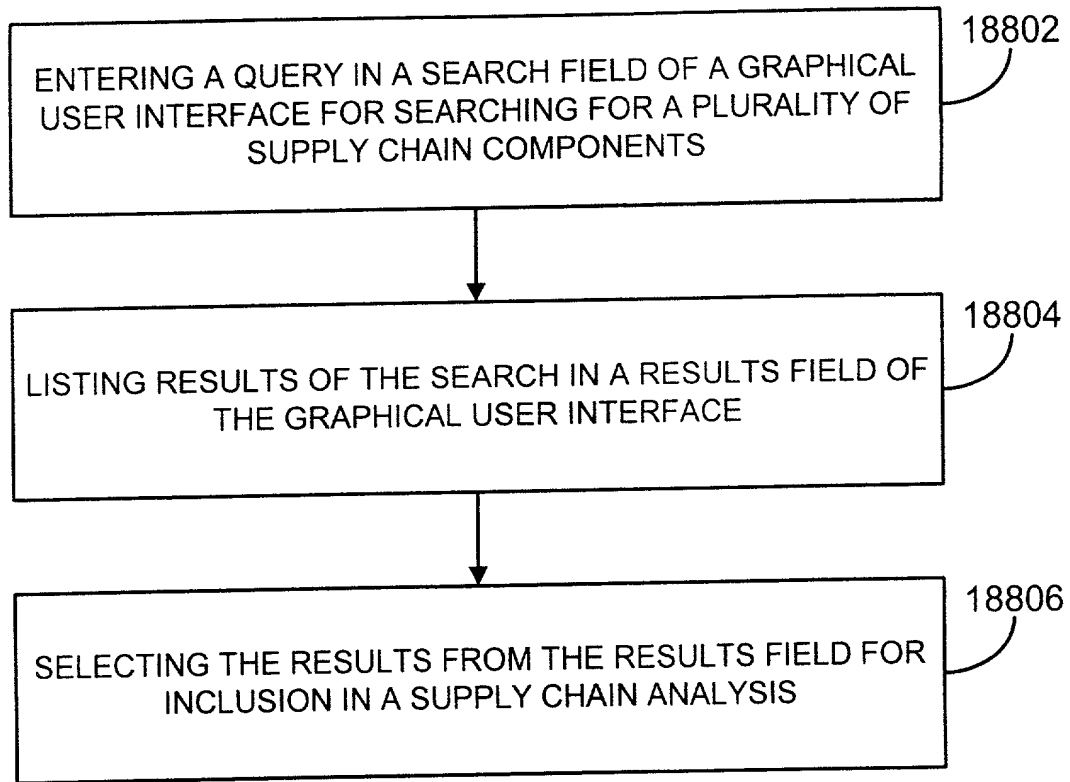 18802
ENTERING A QUERY IN A SEARCH FIELD OF A GRAPHICAL
USER INTERFACE FOR SEARCHING FOR A PLURALITY OF
SUPPLY CHAIN COMPONENTS
18804
LISTING RESULTS OF THE SEARCH IN A RESULTS FIELD OF
THE GRAPHICAL USER INTERFACE
18806
SELECTING THE RESULTS FROM THE RESULTS FIELD FOR
INCLUSION IN A SUPPLY CHAIN ANALYSIS